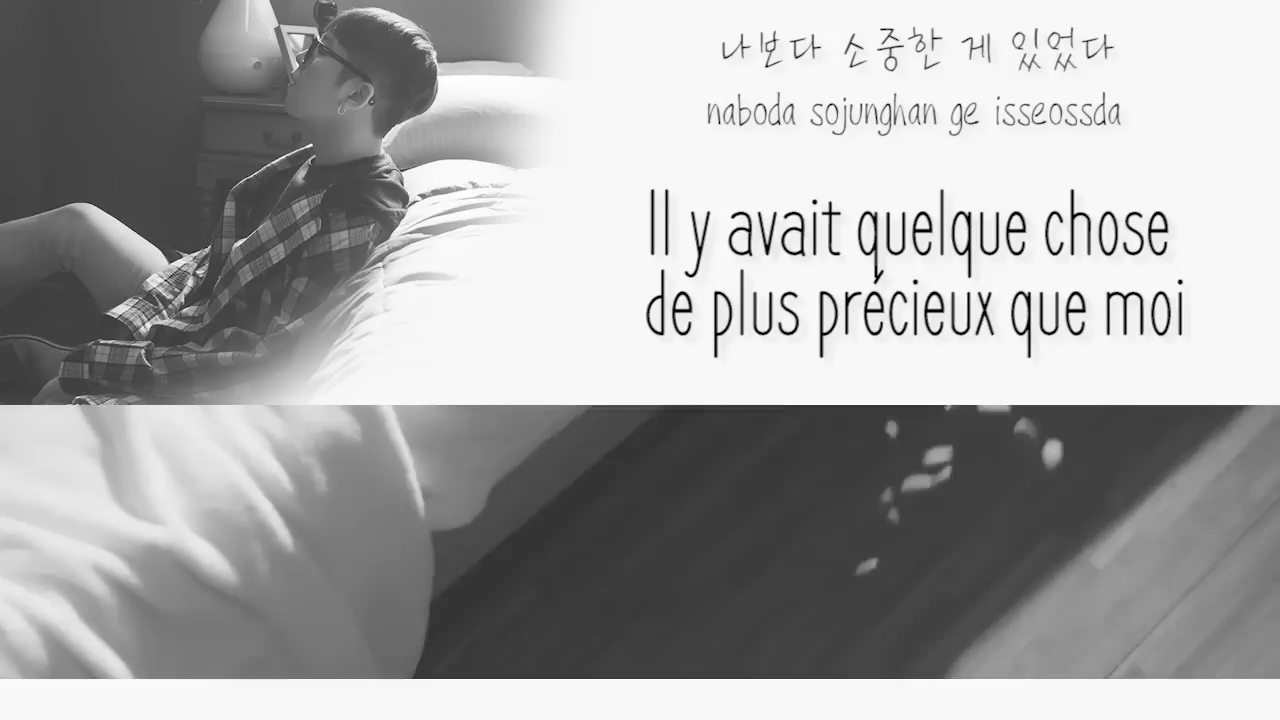 나보다 소중한 게 있었다
naboda sojunghan ge isseossda
Il y avait quelque chose
de plus précieux que moi